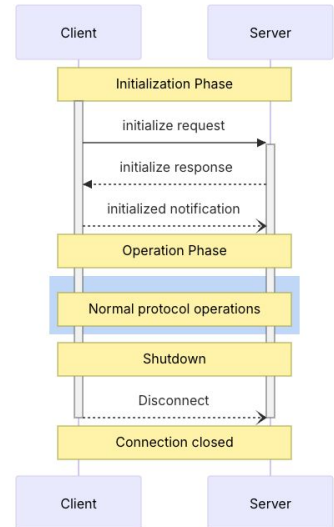 Client
Server
Initialization Phase
initialize request
initialize response
initialized notification
Operation Phase
Normal protocol operations
Shutdown
Disconnect
Connection closed
Client
Server